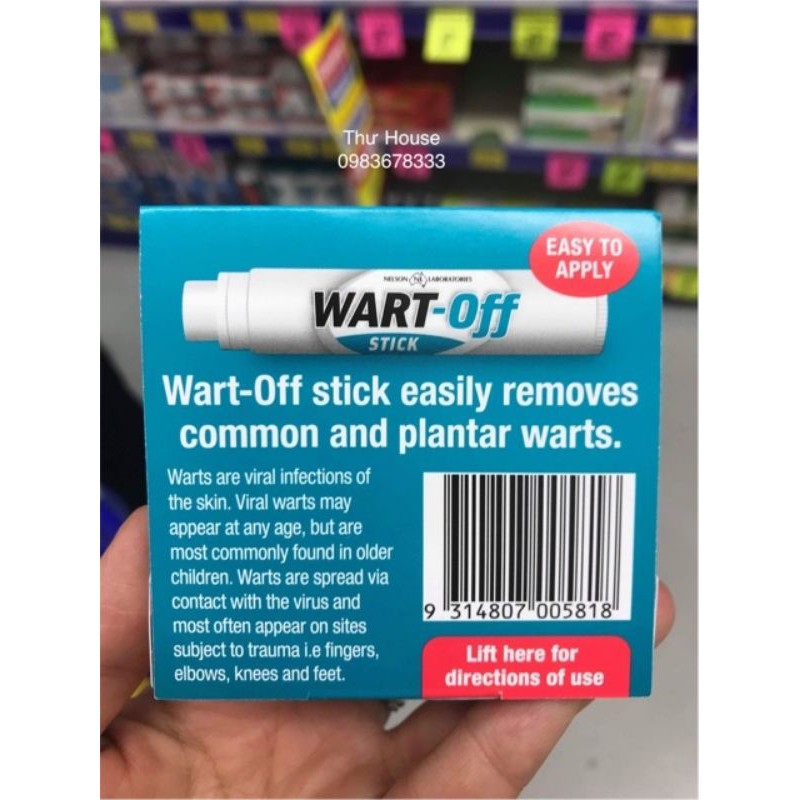 Thư House
0983678333
EASY TO
APPLY
NELSON NL LABORATORIES
WART-Off
STICK
Wart-Off stick easily removes
common and plantar warts.
Warts are viral infections of
the skin. Viral warts may
appear at any age, but are
most commonly found in older
children. Warts are spread via
contact with the virus and
most often appear on sites
subject to trauma i.e fingers,
elbows, knees and feet.
9 314807 005818
Lift here for
directions of use